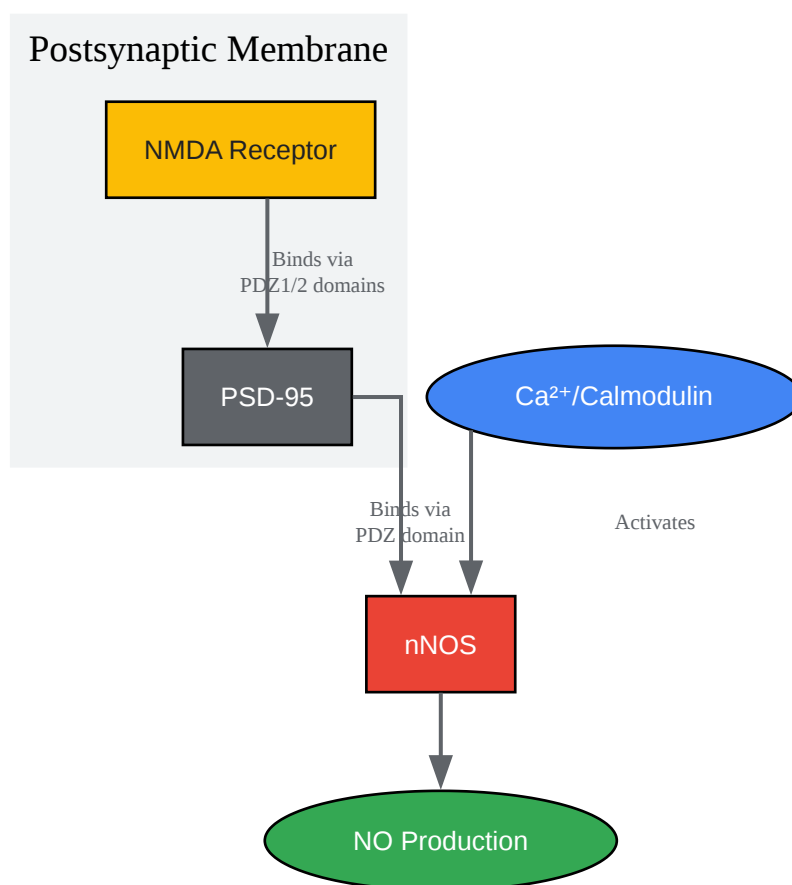 Postsynaptic Membrane
NMDA Receptor
Binds via
PDZ1/2 domains
PSD-95
Ca²⁺/Calmodulin
Binds via
PDZ domain
Activates
nNOS
NO Production